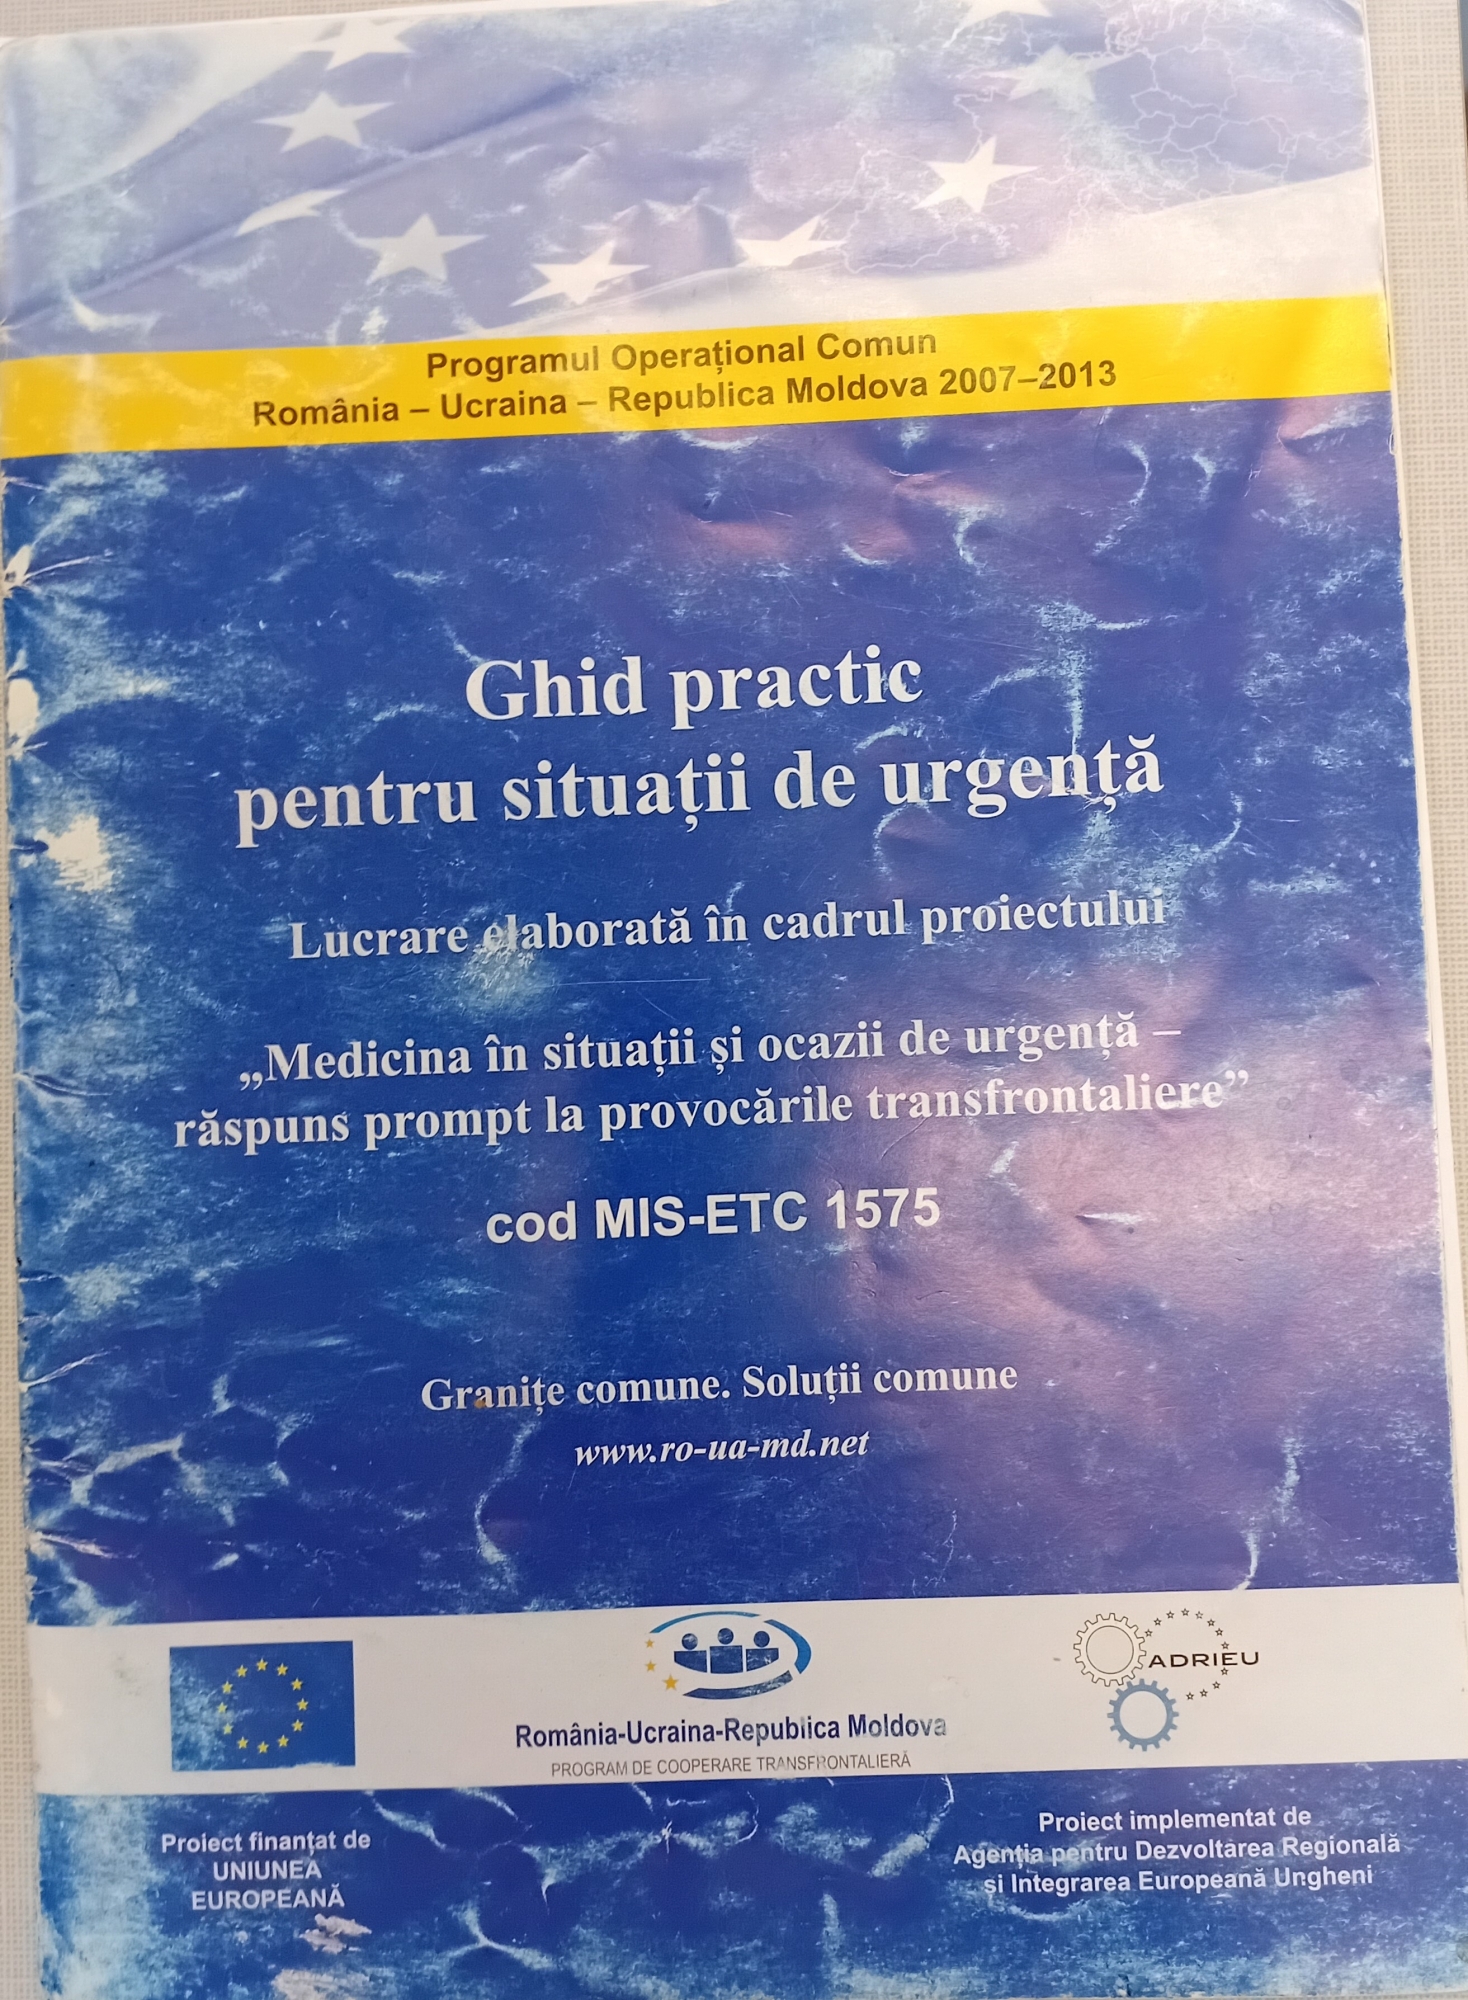 Programul Operațional Comun
România – Ucraina – Republica Moldova 2007–2013
Ghid practic
pentru situații de urgență
Lucrare elaborată în cadrul proiectului
„Medicina în situații și ocazii de urgență –
răspuns prompt la provocările transfrontaliere”
cod MIS-ETC 1575
Granițe comune. Soluții comune
www.ro-ua-md.net
ADRIEU
România-Ucraina-Republica Moldova
PROGRAM DE COOPERARE TRANSFRONTALIERĂ
Proiect finanțat de
UNIUNEA
EUROPEANĂ
Proiect implementat de
Agenția pentru Dezvoltarea Regională
și Integrarea Europeană Ungheni